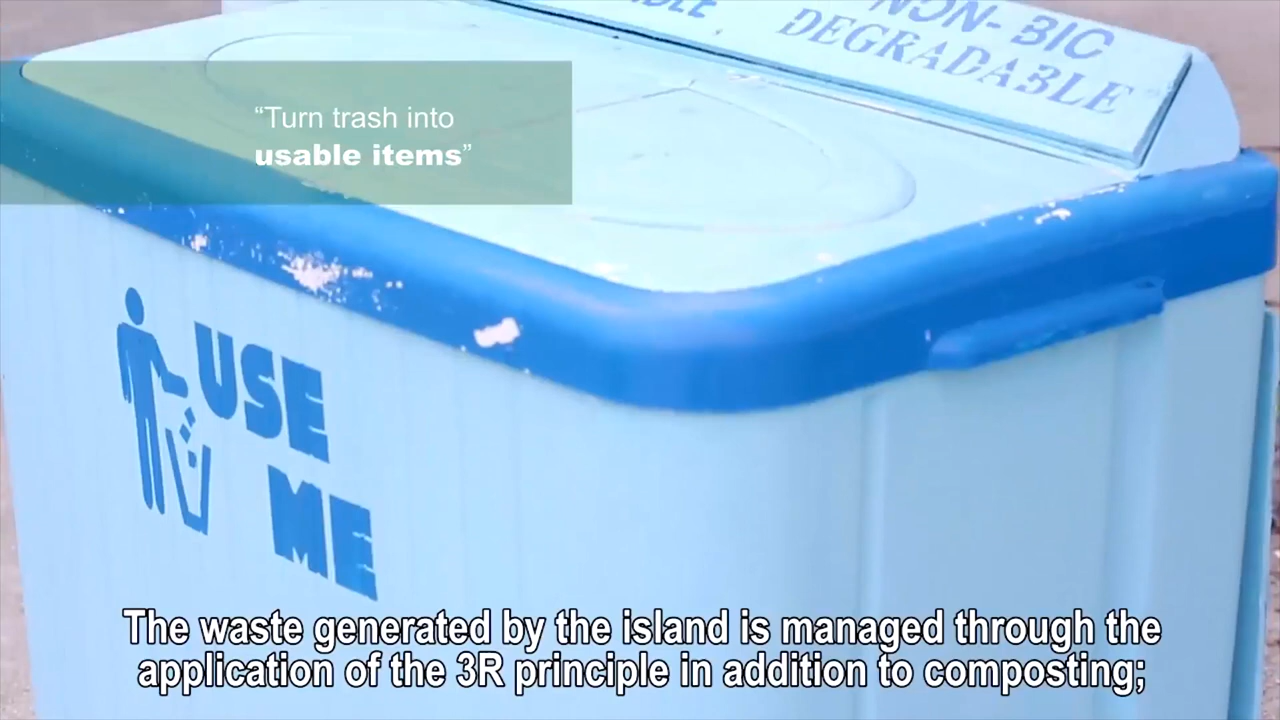 NON-BIO
DEGRADABLE
“Turn trash into
usable items”
USE
ME
The waste generated by the island is managed through the
application of the 3R principle in addition to composting;